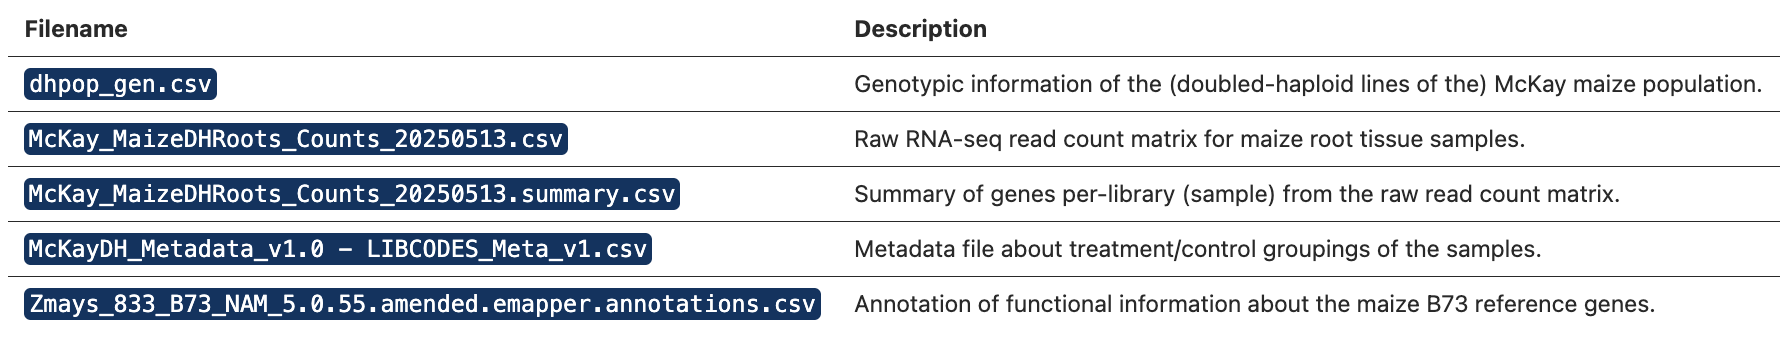 Filename Description
dhpop_gen.csv Genotypic information of the (doubled-haploid lines of the) McKay maize population.
McKay_MaizeDHRoots_Counts_20250513.csv Raw RNA-seq read count matrix for maize root tissue samples.
McKay_MaizeDHRoots_Counts_20250513.summary.csv Summary of genes per-library (sample) from the raw read count matrix.
McKayDH_Metadata_v1.0 - LIBCODES_Meta_v1.csv Metadata file about treatment/control groupings of the samples.
Zmays_833_B73_NAM_5.0.55.amended.emapper.annotations.csv Annotation of functional information about the maize B73 reference genes.